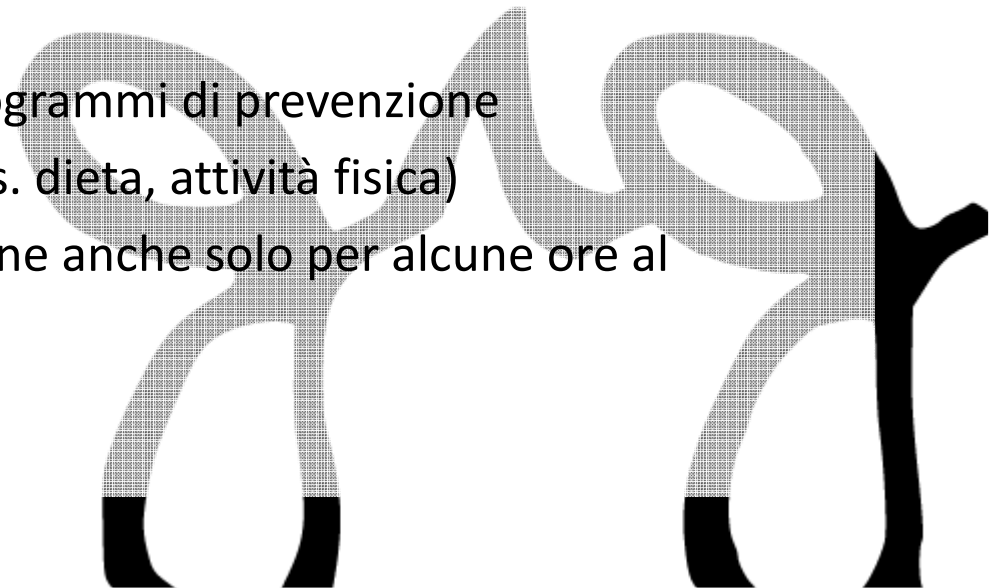 grammi di prevenzione
s. dieta, attività fisica)
ne anche solo per alcune ore al